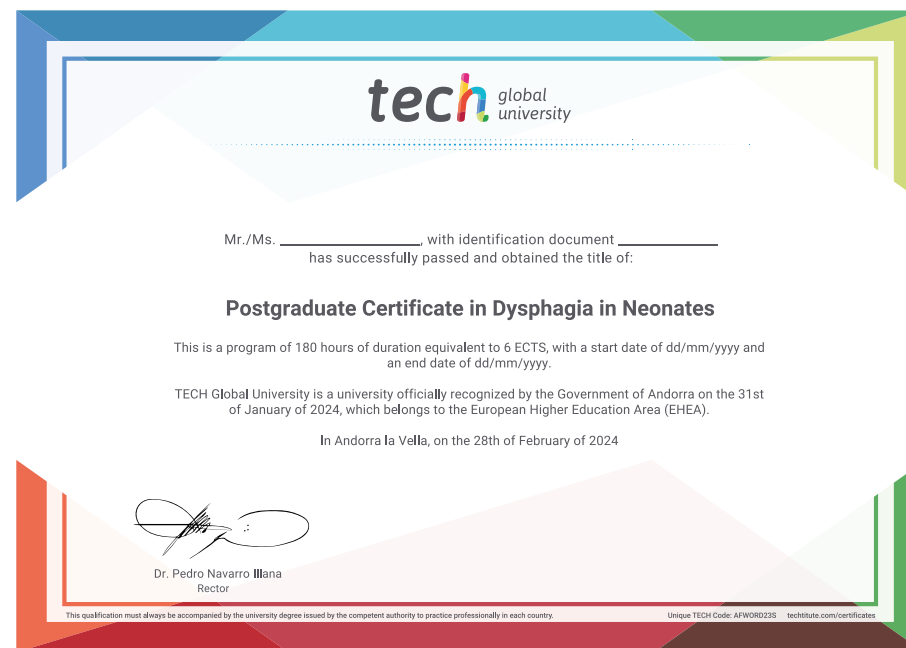 tech global
university
Mr./Ms. ____________, with identification document ____________
has successfully passed and obtained the title of:
Postgraduate Certificate in Dysphagia in Neonates
This is a program of 180 hours of duration equivalent to 6 ECTS, with a start date of dd/mm/yyyy and
an end date of dd/mm/yyyy.
TECH Global University is a university officially recognized by the Government of Andorra on the 31st
of January of 2024, which belongs to the European Higher Education Area (EHEA).
In Andorra la Vella, on the 28th of February of 2024
Dr. Pedro Navarro Illana
Rector
This qualification must always be accompanied by the university degree issued by the competent authority to practice professionally in each country.
Unique TECH Code: AFWORD23S techtitute.com/certificates